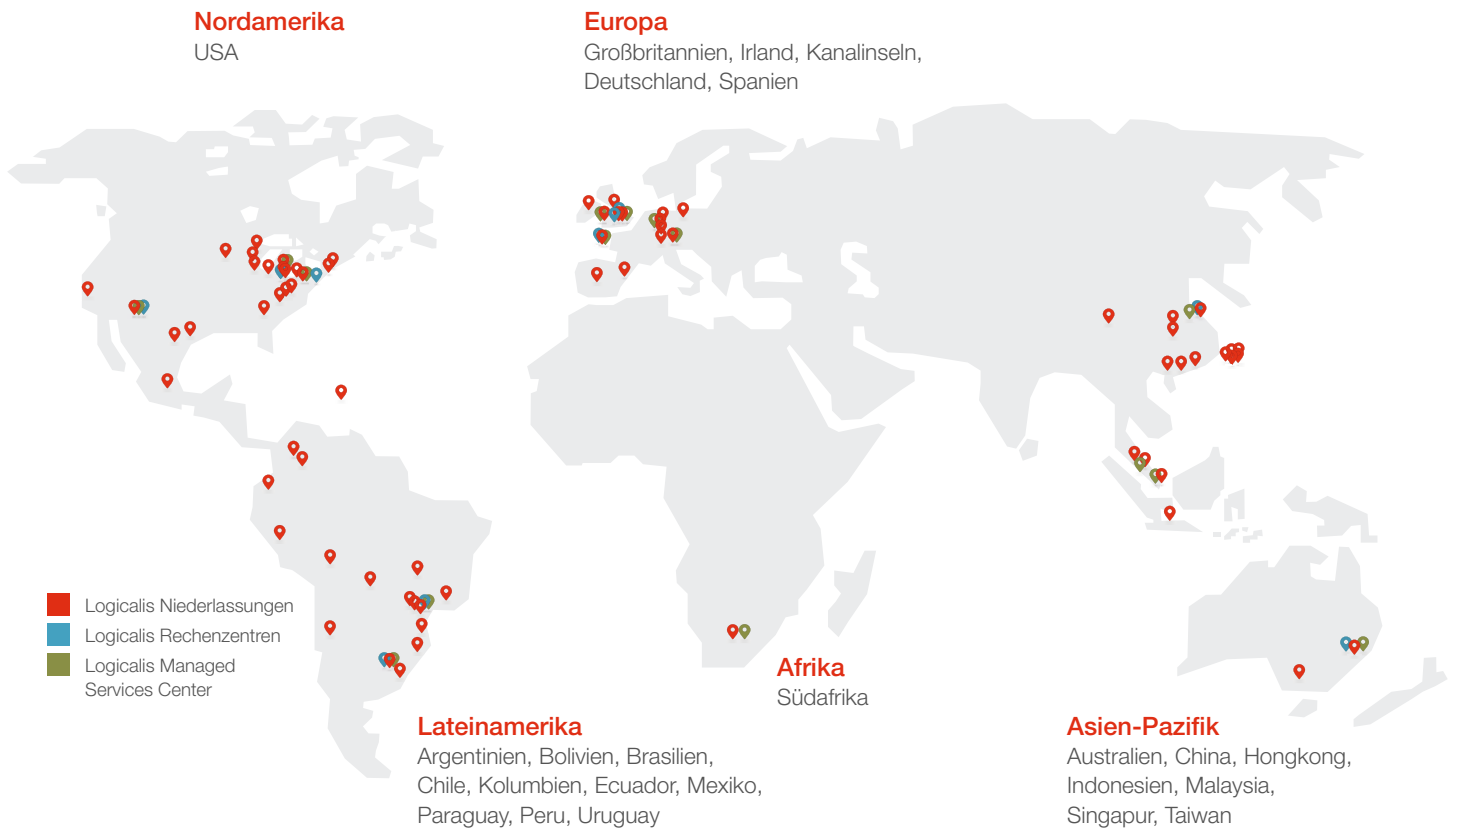 Nordamerika
USA
Europa
Großbritannien, Irland, Kanalinseln,
Deutschland, Spanien
Logicalis Niederlassungen
Logicalis Rechenzentren
Logicalis Managed
Services Center
Afrika
Südafrika
Lateinamerika
Argentinien, Bolivien, Brasilien,
Chile, Kolumbien, Ecuador, Mexiko,
Paraguay, Peru, Uruguay
Asien-Pazifik
Australien, China, Hongkong,
Indonesien, Malaysia,
Singapur, Taiwan